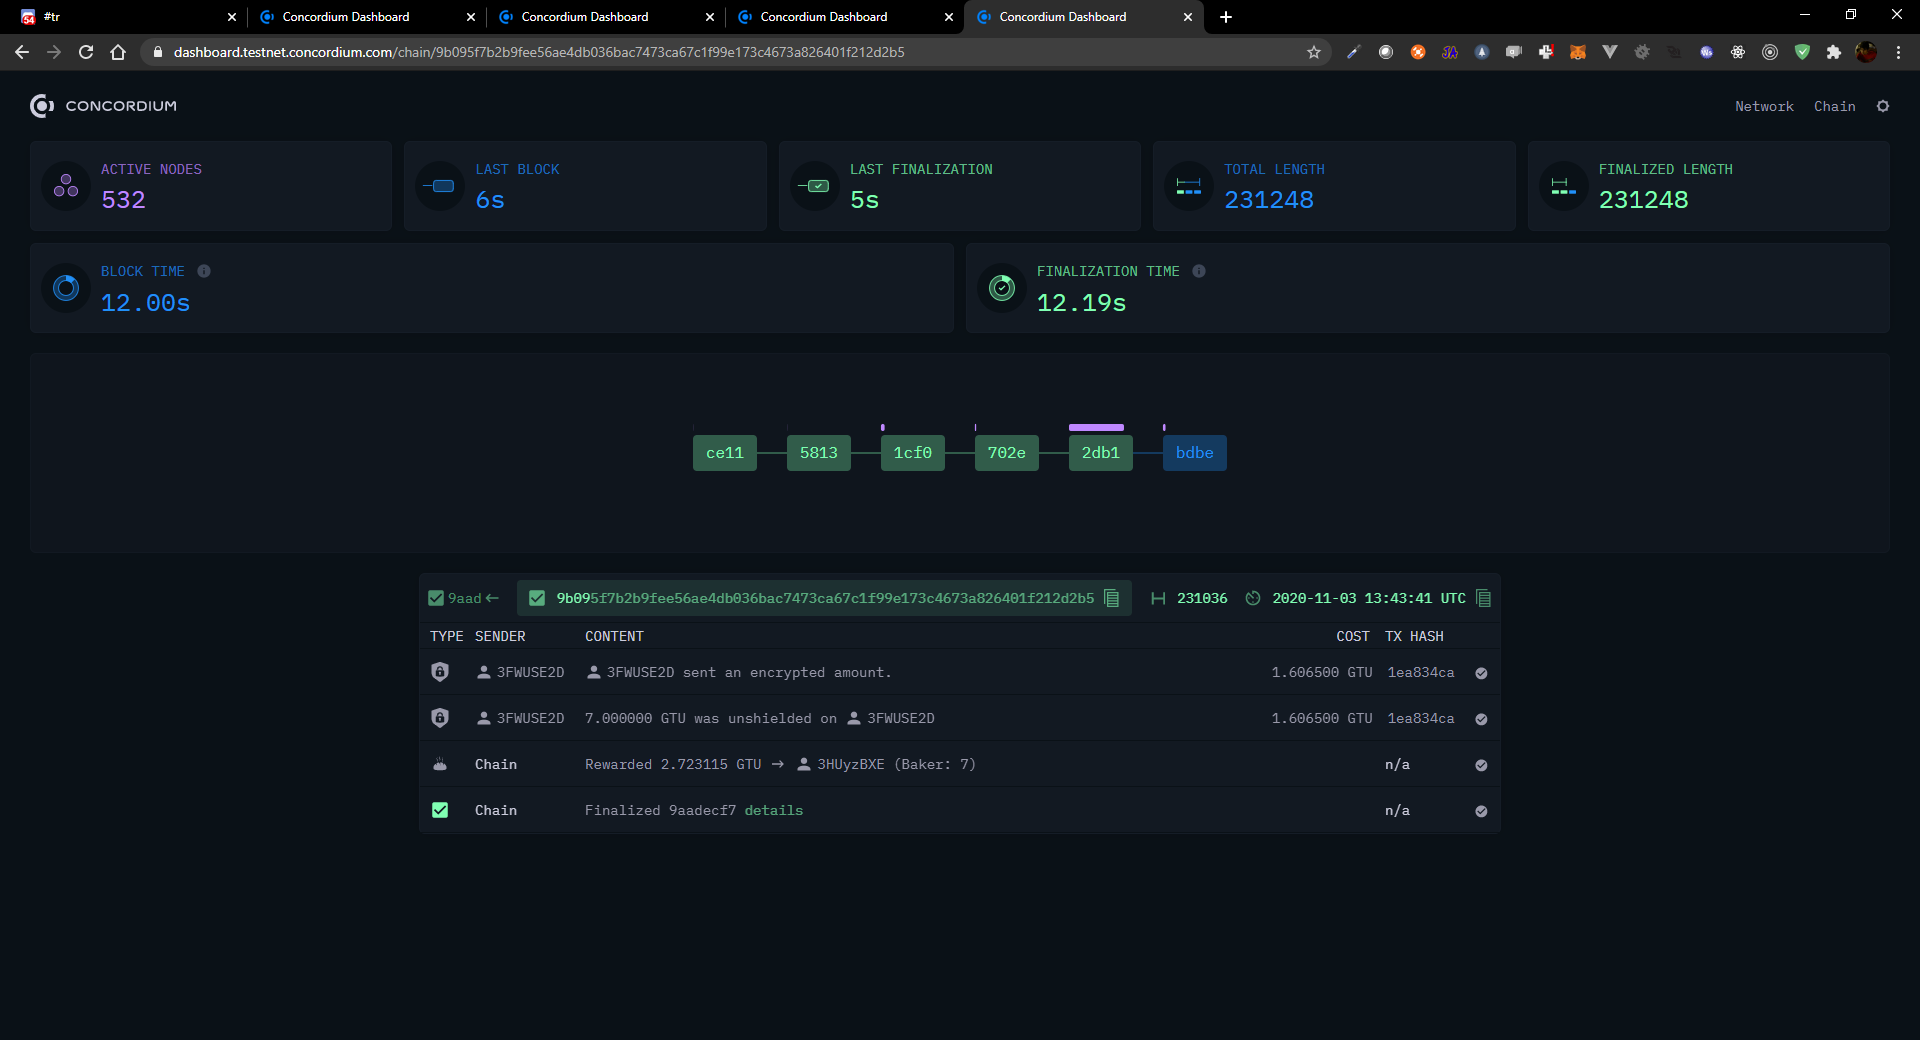 #tr
Concordium Dashboard
Concordium Dashboard
Concordium Dashboard
Concordium Dashboard
dashboard.testnet.concordium.com/chain/9b095f7b2b9fee56ae4db036bac7473ca67c1f99e173c4673a826401f212d2b5
CONCORDIUM
Network Chain
ACTIVE NODES
532
LAST BLOCK
6s
LAST FINALIZATION
5s
TOTAL LENGTH
231248
FINALIZED LENGTH
231248
BLOCK TIME
12.00s
FINALIZATION TIME
12.19s
ce11 5813 1cf0 702e 2db1 bdbe
9aad 9b095f7b2b9fee56ae4db036bac7473ca67c1f99e173c4673a826401f212d2b5 231036 2020-11-03 13:43:41 UTC
TYPE SENDER CONTENT COST TX HASH
3FWUSE2D 3FWUSE2D sent an encrypted amount. 1.606500 GTU 1ea834ca
3FWUSE2D 7.000000 GTU was unshielded on 3FWUSE2D 1.606500 GTU 1ea834ca
Chain Rewarded 2.723115 GTU → 3HUyzBXE (Baker: 7) n/a
Chain Finalized 9aadecf7 details n/a